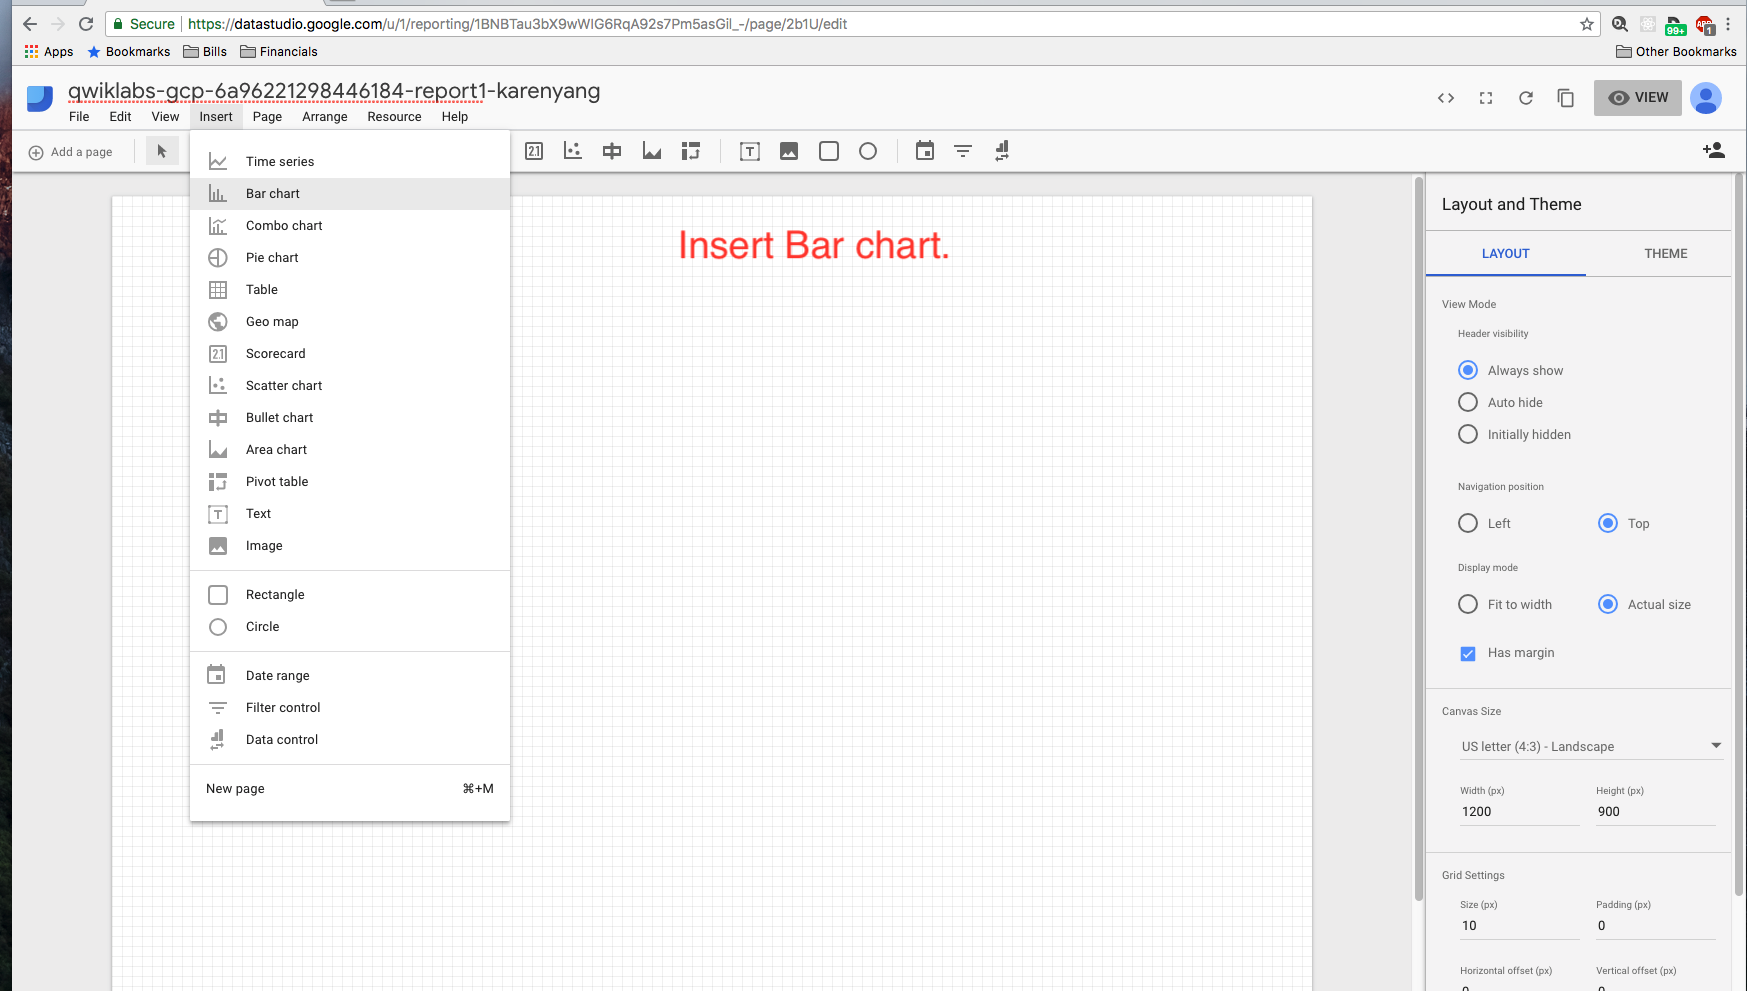 Secure https://datastudio.google.com/u/1/reporting/1BNBTau3bX9wWIG6RqA92s7Pm5asGil_-/page/2b1U/edit
99+
1
Apps Bookmarks Bills Financials Other Bookmarks
qwiklabs-gcp-6a96221298446184-report1-karenyang
VIEW
File Edit View Insert Page Arrange Resource Help
Add a page
Time series
Bar chart
Combo chart
Pie chart
Table
Geo map
Scorecard
Scatter chart
Bullet chart
Area chart
Pivot table
Text
Image
Rectangle
Circle
Date range
Filter control
Data control
New page ⌘+M
Insert Bar chart.
Layout and Theme
LAYOUT THEME
View Mode
Header visibility
Always show
Auto hide
Initially hidden
Navigation position
Left Top
Display mode
Fit to width Actual size
Has margin
Canvas Size
US letter (4:3) - Landscape
Width (px) Height (px)
1200 900
Grid Settings
Size (px) Padding (px)
10 0
Horizontal offset (px) Vertical offset (px)